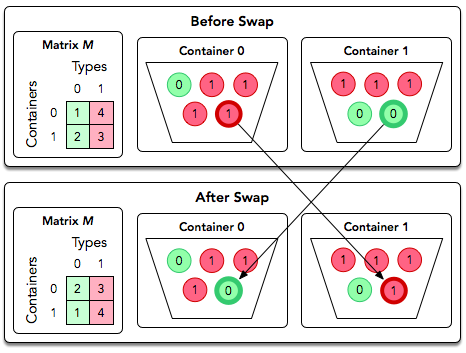 Before Swap
Matrix M
Types
0 1
Containers
0 1 4
1 2 3
Container 0
0 1 1
1 1
Container 1
1 1 1
0 0
After Swap
Matrix M
Types
0 1
Containers
0 2 3
1 1 4
Container 0
0 1 1
1 0
Container 1
1 1 1
0 1